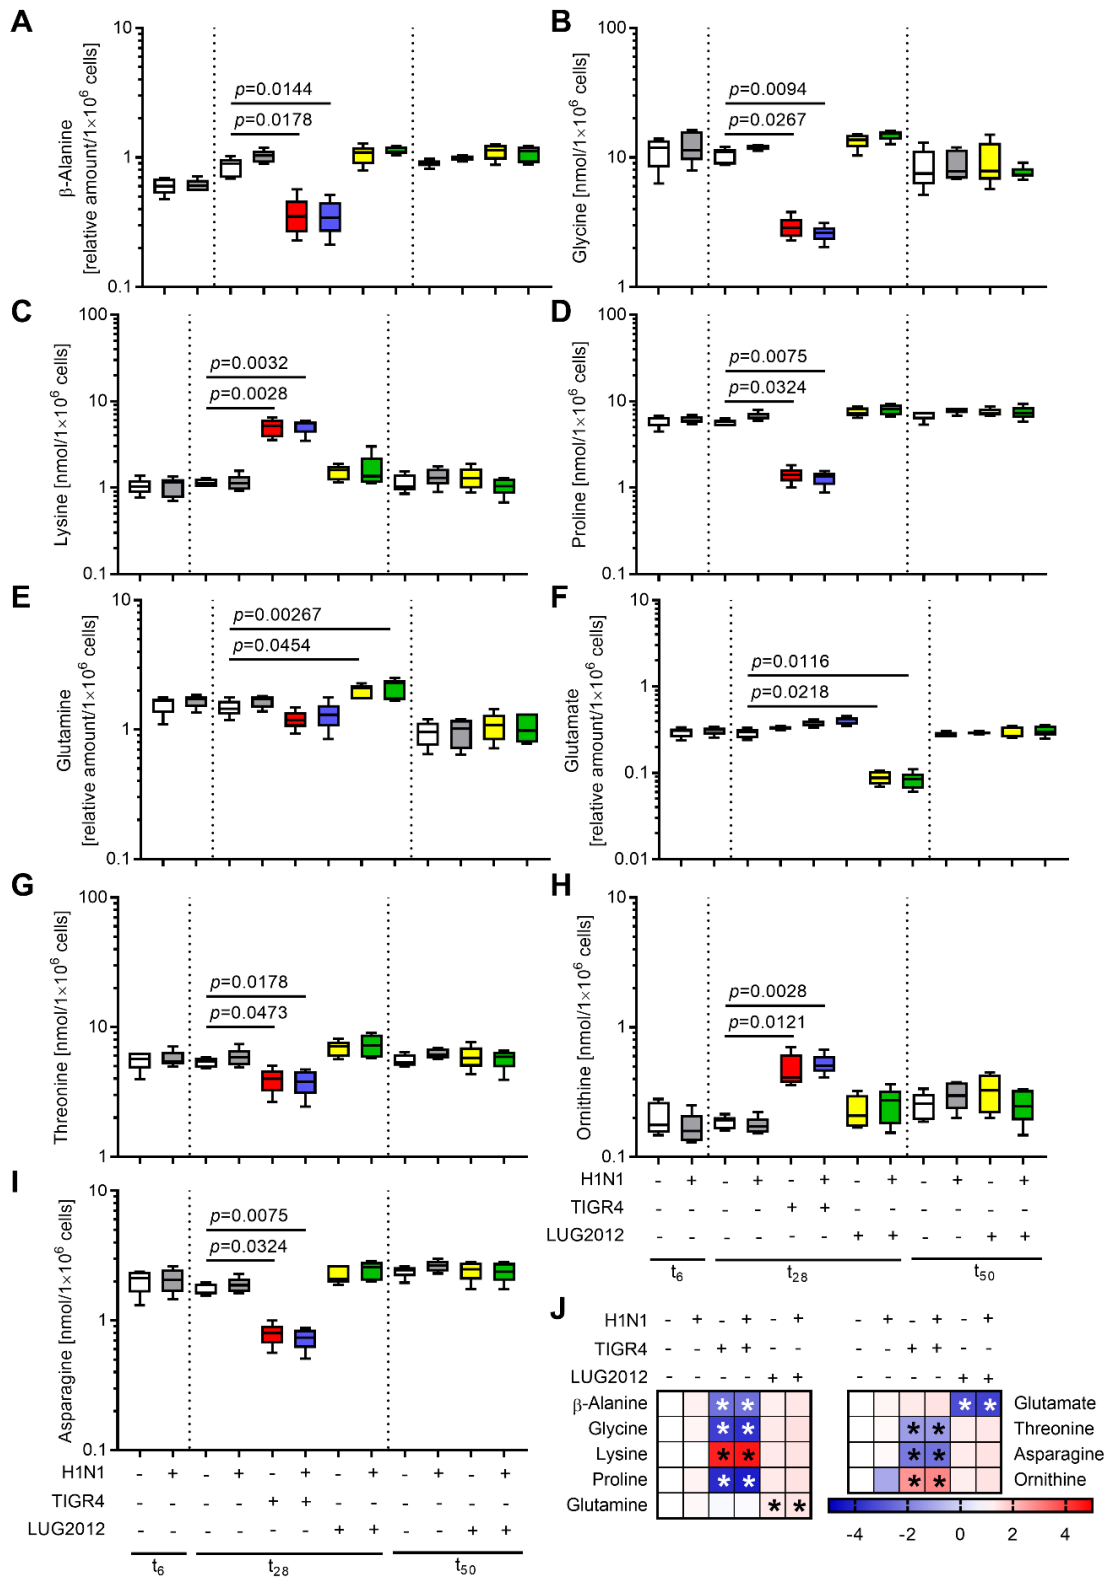 A
β-Alanine
[relative amount/1×10⁶ cells]
10
1
0.1
p=0.0144
p=0.0178
B
Glycine [nmol/1×10⁶ cells]
100
10
1
p=0.0094
p=0.0267
C
Lysine [nmol/1×10⁶ cells]
100
10
1
0.1
p=0.0032
p=0.0028
D
Proline [nmol/1×10⁶ cells]
100
10
1
0.1
p=0.0075
p=0.0324
E
Glutamine
[relative amount/1×10⁶ cells]
10
1
0.1
p=0.00267
p=0.0454
F
Glutamate
[relative amount/1×10⁶ cells]
10
1
0.1
0.01
p=0.0116
p=0.0218
G
Threonine [nmol/1×10⁶ cells]
100
10
1
p=0.0178
p=0.0473
H
Ornithine [nmol/1×10⁶ cells]
10
1
0.1
p=0.0028
p=0.0121
H1N1 - + - + - + - + - + - +
TIGR4 - - - - + + - - - - - -
LUG2012 - - - - - - + + - - + +
t₆ t₂₈ t₅₀
I
Asparagine [nmol/1×10⁶ cells]
10
1
0.1
p=0.0075
p=0.0324
H1N1 - + - + - + - + - + - +
TIGR4 - - - - + + - - - - - -
LUG2012 - - - - - - + + - - + +
t₆ t₂₈ t₅₀
J
H1N1 - + - + - + - + - + - +
TIGR4 - - + + - - - - + + - -
LUG2012 - - - - + + - - - - + +
β-Alanine * * * * Glutamate
Glycine * * * * Threonine
Lysine * * * * Asparagine
Proline * * * * Ornithine
Glutamine * *
-4 -2 0 2 4